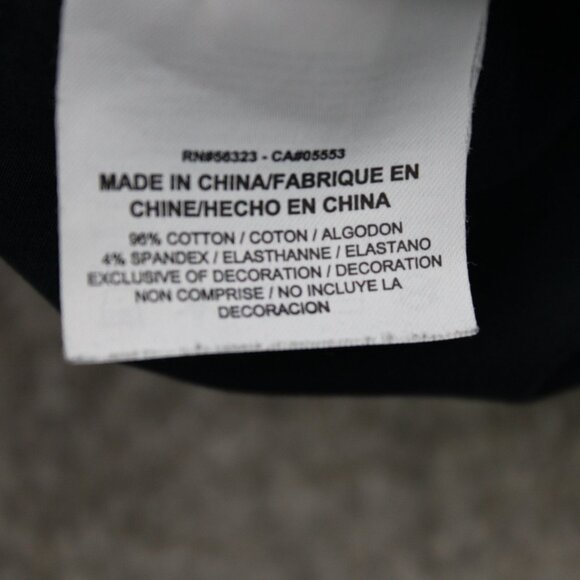 RN#56323 - CA#05553
MADE IN CHINA/FABRIQUE EN
CHINE/HECHO EN CHINA
96% COTTON / COTON / ALGODON
4% SPANDEX / ELASTHANNE / ELASTANO
EXCLUSIVE OF DECORATION / DECORATION
NON COMPRISE / NO INCLUYE LA
DECORACION